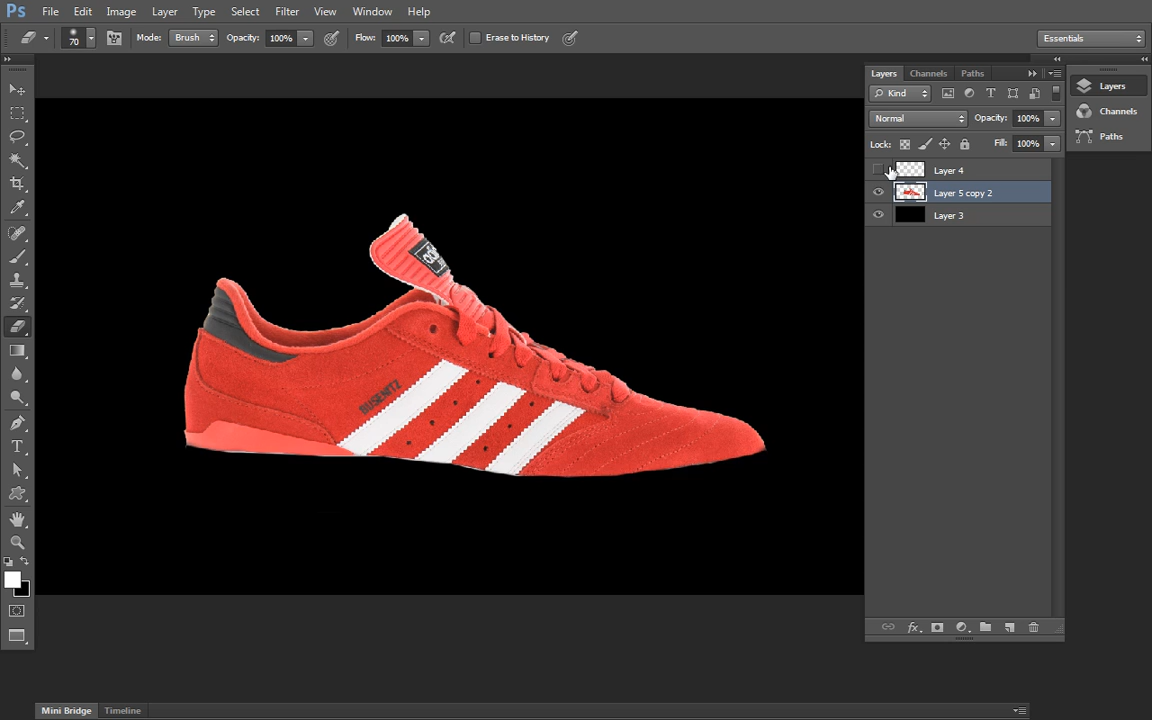 Ps File Edit Image Layer Type Select Filter View Window Help
70 Mode: Brush Opacity: 100% Flow: 100% Erase to History Essentials
Layers Channels Paths
Kind
Normal Opacity: 100%
Lock: Fill: 100%
Layer 4
Layer 5 copy 2
Layer 3
Layers
Channels
Paths
BUSENITZ
Mini Bridge Timeline